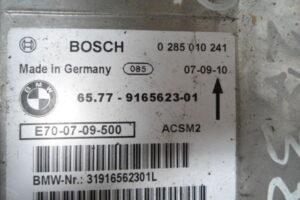 BOSCH 0 285 010 241
Made in Germany 085 07-09-10
BMW
65.77 - 9165623-01
E70-07-09-500 ACSM2
BMW-Nr.: 31916562301L